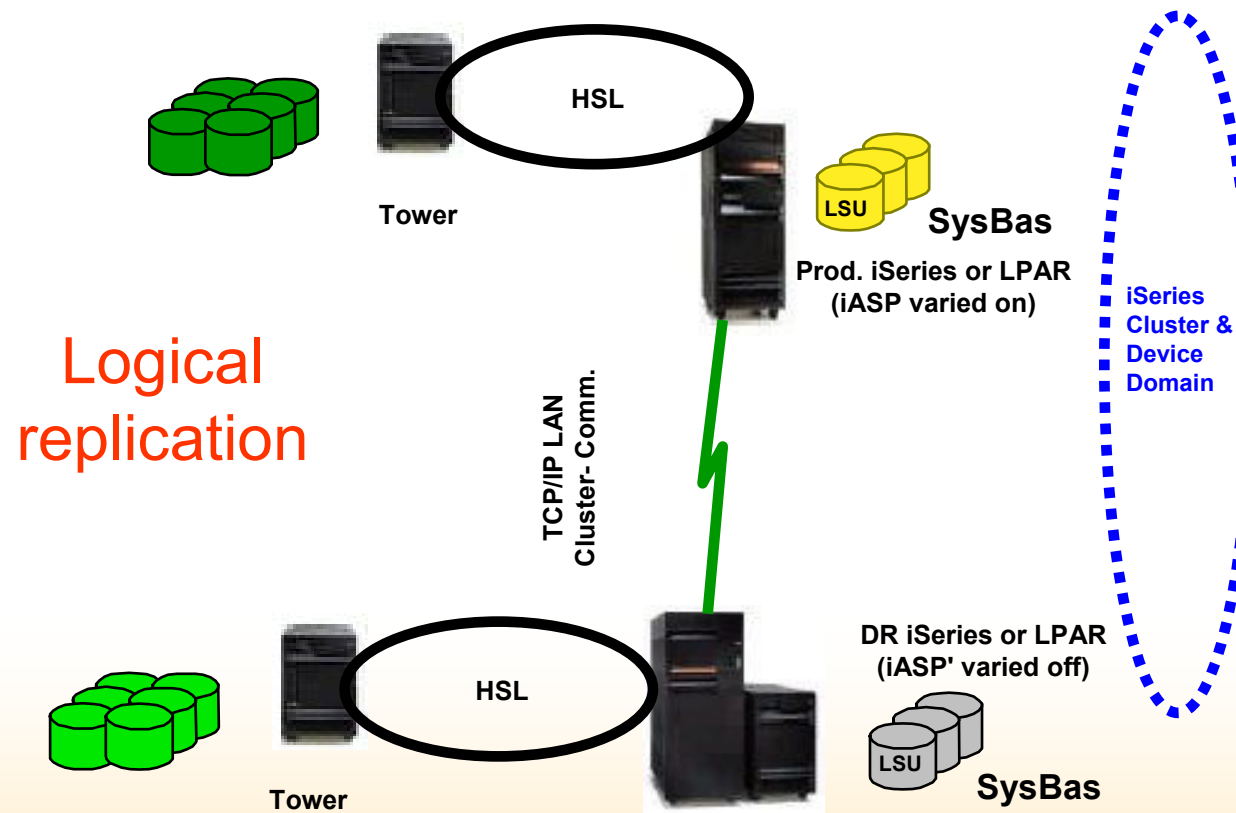 HSL
Tower
LSU
SysBas
Prod. iSeries or LPAR
(iASP varied on)
iSeries
Cluster &
Device
Domain
Logical
replication
TCP/IP LAN
Cluster- Comm.
DR iSeries or LPAR
(iASP' varied off)
HSL
LSU
SysBas
Tower